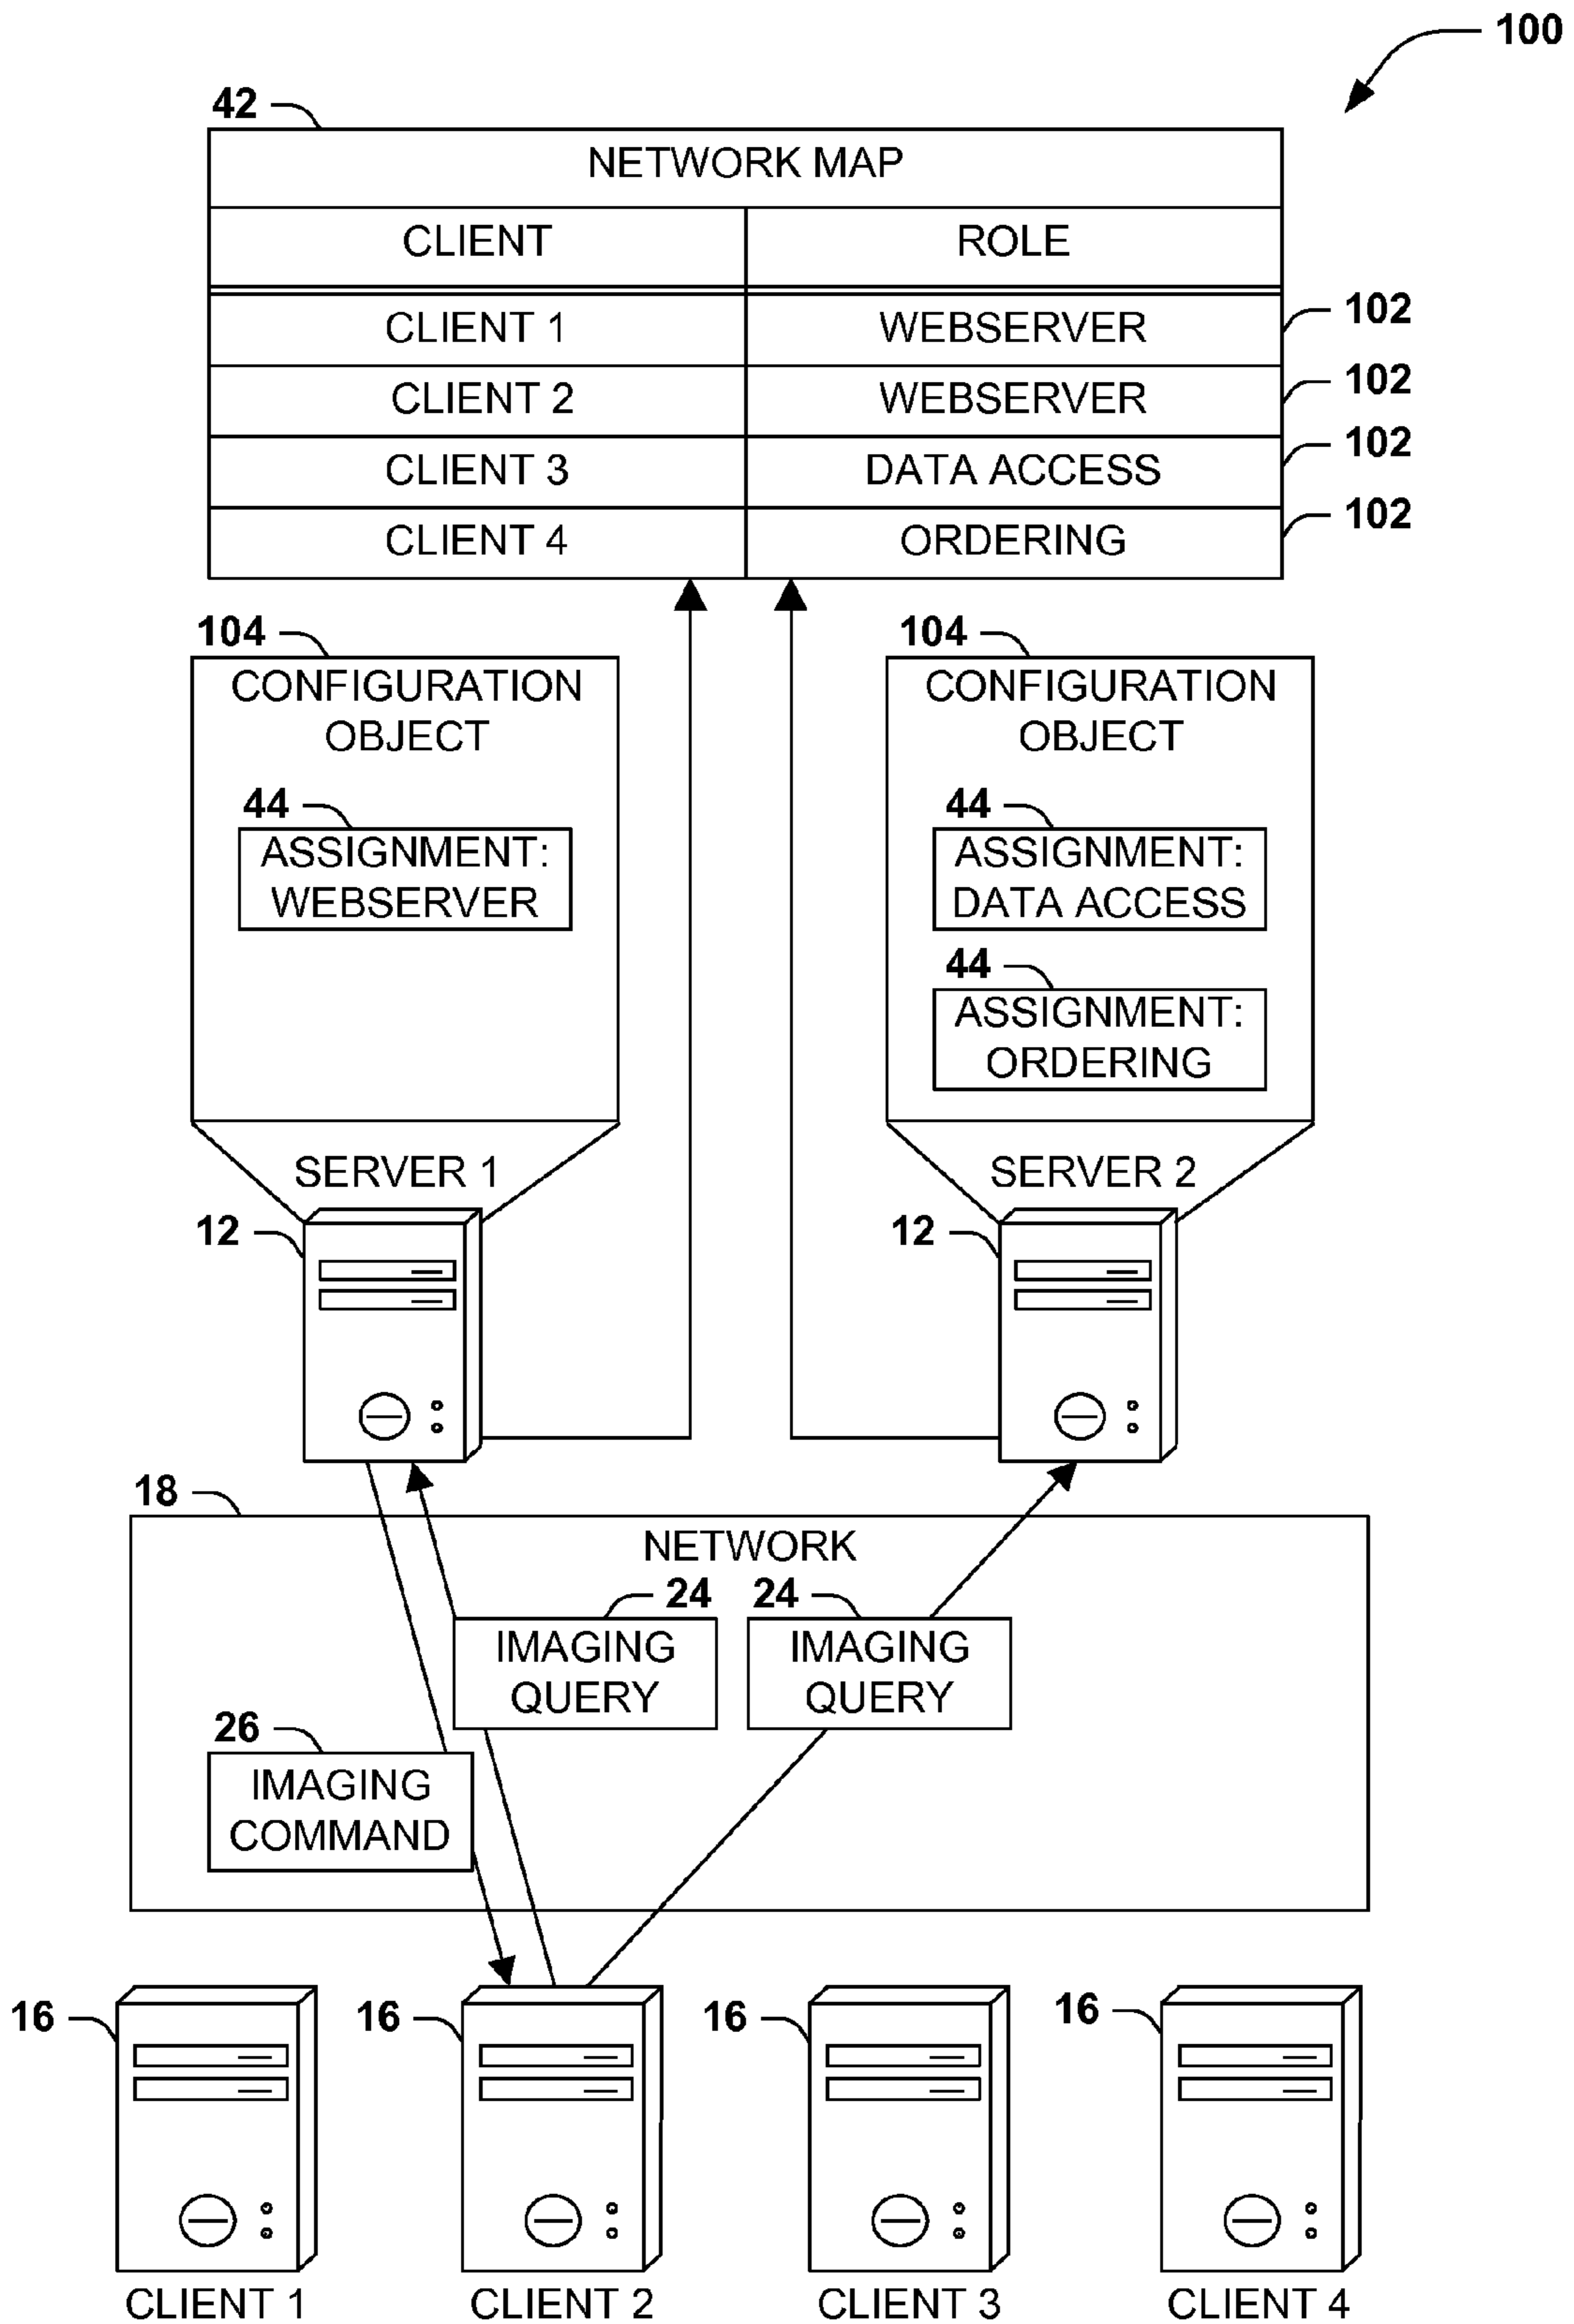 100
42
NETWORK MAP
CLIENT ROLE
CLIENT 1 WEBSERVER 102
CLIENT 2 WEBSERVER 102
CLIENT 3 DATA ACCESS 102
CLIENT 4 ORDERING 102
104 104
CONFIGURATION
OBJECT
44
ASSIGNMENT:
WEBSERVER
CONFIGURATION
OBJECT
44
ASSIGNMENT:
DATA ACCESS
44
ASSIGNMENT:
ORDERING
SERVER 1 SERVER 2
12 12
18
NETWORK
24 24
IMAGING
QUERY
IMAGING
QUERY
26
IMAGING
COMMAND
16 16 16 16
CLIENT 1 CLIENT 2 CLIENT 3 CLIENT 4